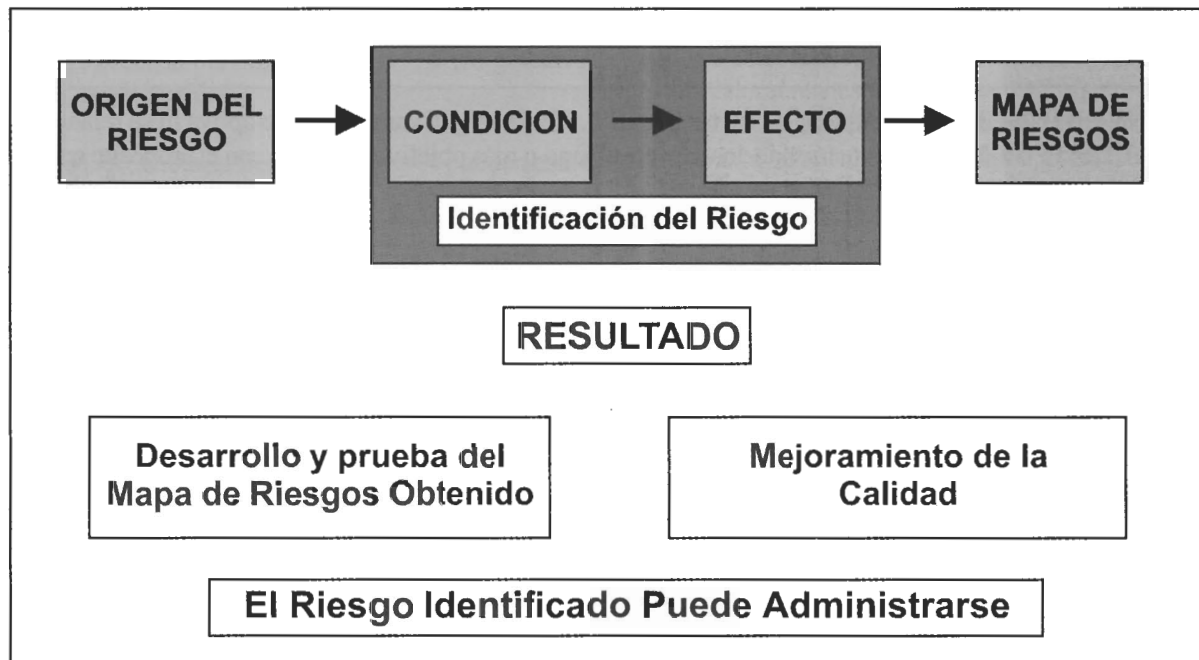 ORIGEN DEL
RIESGO
CONDICION
EFECTO
MAPA DE
RIESGOS
Identificación del Riesgo
RESULTADO
Desarrollo y prueba del
Mapa de Riesgos Obtenido
Mejoramiento de la
Calidad
El Riesgo Identificado Puede Administrarse